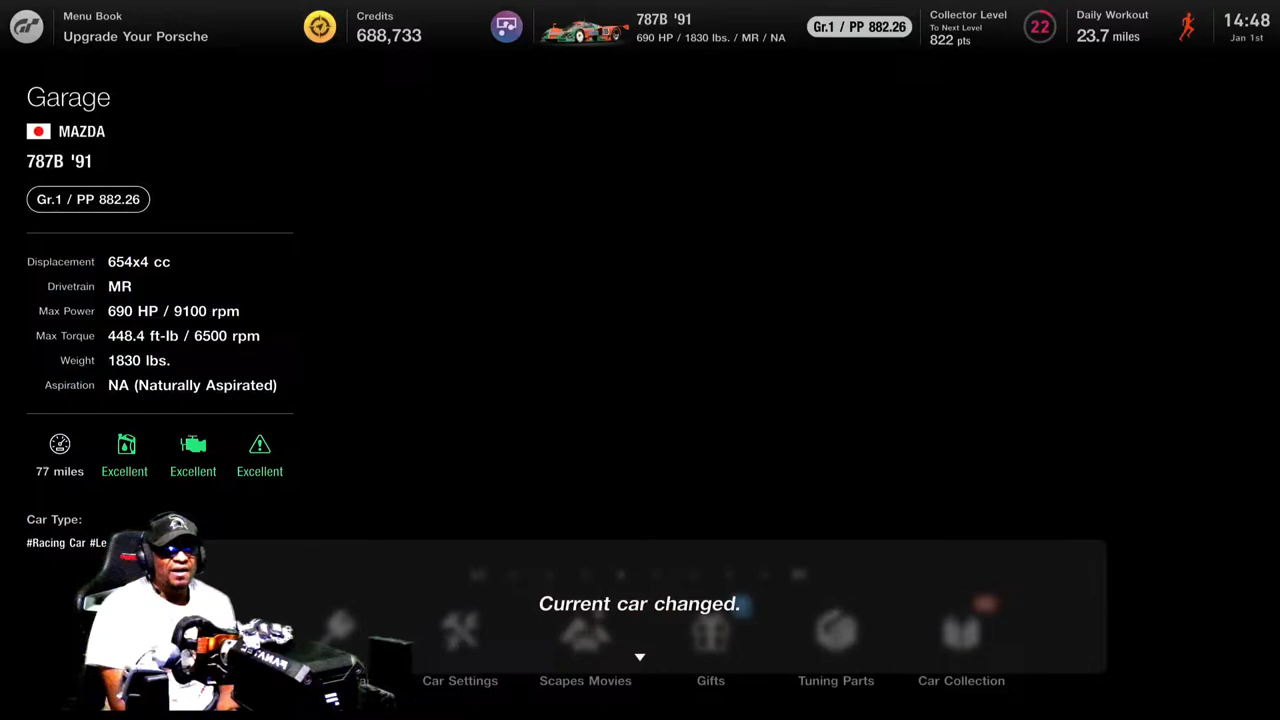 Menu Book
Upgrade Your Porsche
Credits
688,733
787B '91
690 HP / 1830 lbs. / MR / NA
Gr.1 / PP 882.26
Collector Level
To Next Level
822 pts
22
Daily Workout
23.7 miles
14:48
Jan 1st
Garage
MAZDA
787B '91
Gr.1 / PP 882.26
Displacement 654x4 cc
Drivetrain MR
Max Power 690 HP / 9100 rpm
Max Torque 448.4 ft-lb / 6500 rpm
Weight 1830 lbs.
Aspiration NA (Naturally Aspirated)
77 miles Excellent Excellent Excellent
Car Type:
#Racing Car #Le
Current car changed.
Car Settings Scapes Movies Gifts Tuning Parts Car Collection
FANATEC